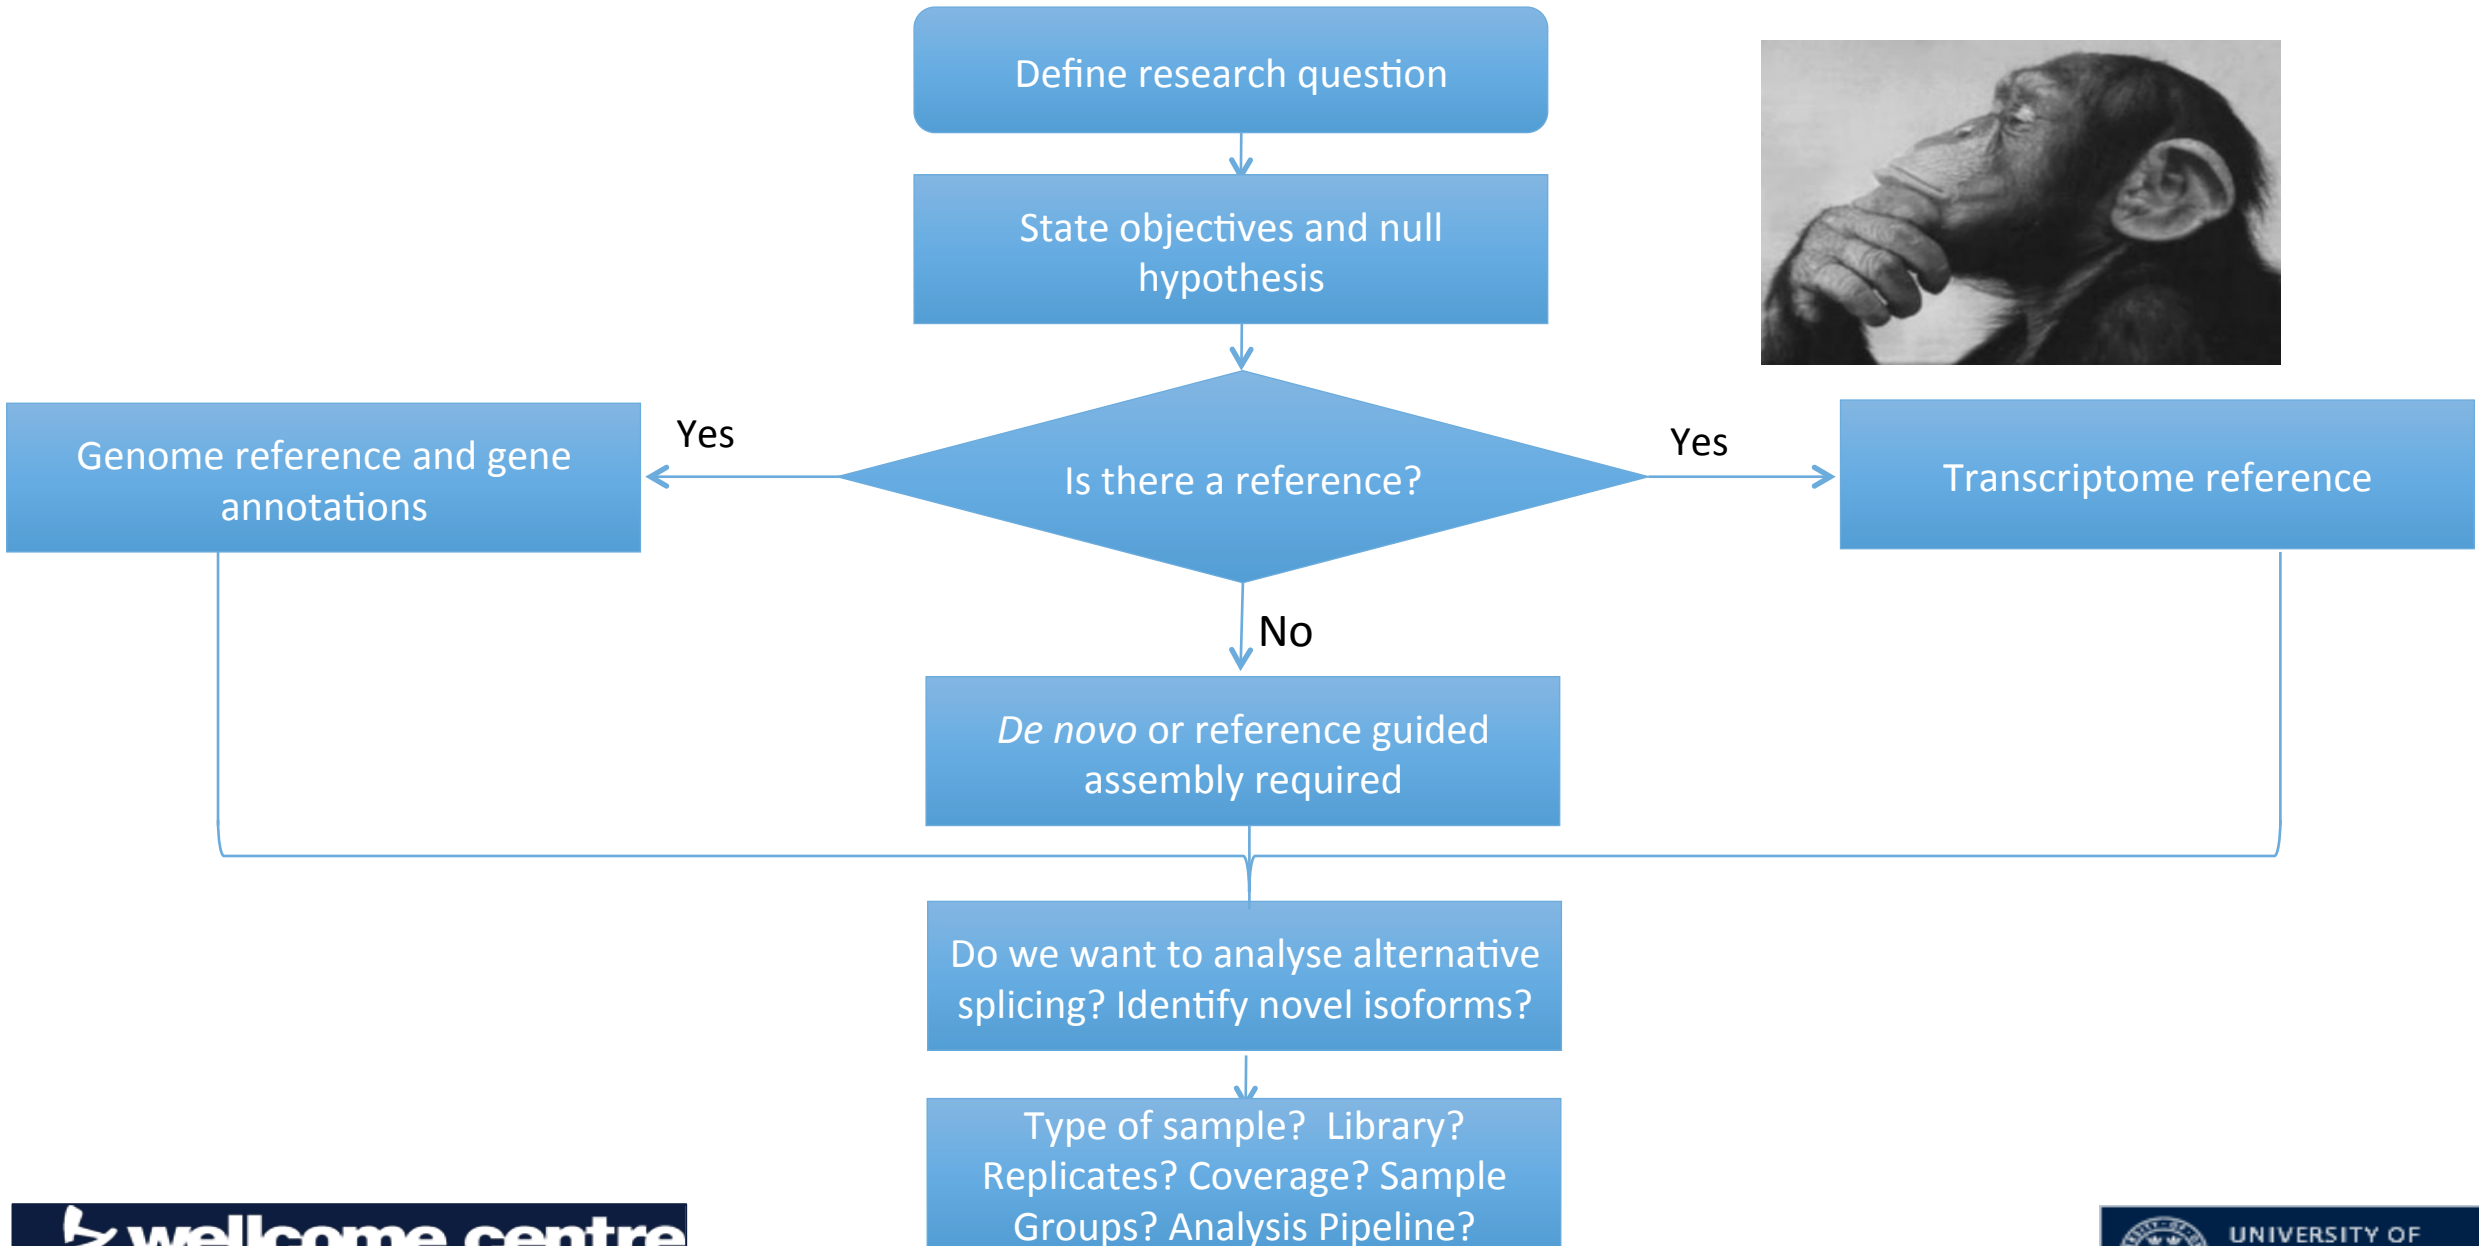 Define research question
State objectives and null
hypothesis
Yes
Yes
Genome reference and gene
annotations
Is there a reference?
Transcriptome reference
No
De novo or reference guided
assembly required
Do we want to analyse alternative
splicing? Identify novel isoforms?
Type of sample?  Library?
Replicates? Coverage? Sample
Groups? Analysis Pipeline?
wellcome centre
UNIVERSITY OF